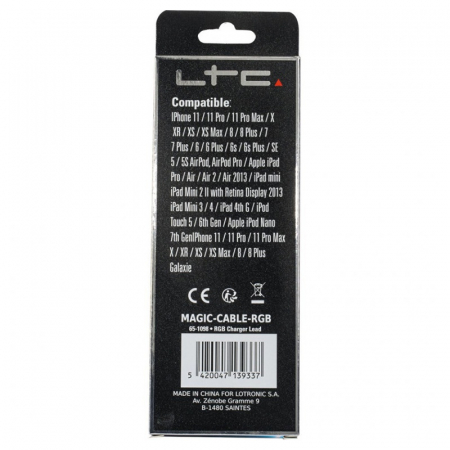 LTC
Compatible:
IPhone 11 / 11 Pro / 11 Pro Max / X
XR / XS / XS Max / 8 / 8 Plus / 7
7 Plus / 6 / 6 Plus / 6s / 6s Plus / SE
5 / 5S AirPod, AirPod Pro / Apple iPad
Pro / Air / Air 2 / Air 2013 / iPad mini
iPad Mini 2 II with Retina Display 2013
iPad Mini 3 / 4 / iPad 4th G / iPod
Touch 5 / 6th Gen / Apple iPod Nano
7th GenIPhone 11 / 11 Pro / 11 Pro Max
X / XR / XS / XS Max / 8 / 8 Plus
Galaxie
CE
MAGIC-CABLE-RGB
65-1098 • RGB Charger Lead
5 420047 139337
MADE IN CHINA FOR LOTRONIC S.A.
Av. Zénobe Gramme 9
B-1480 SAINTES